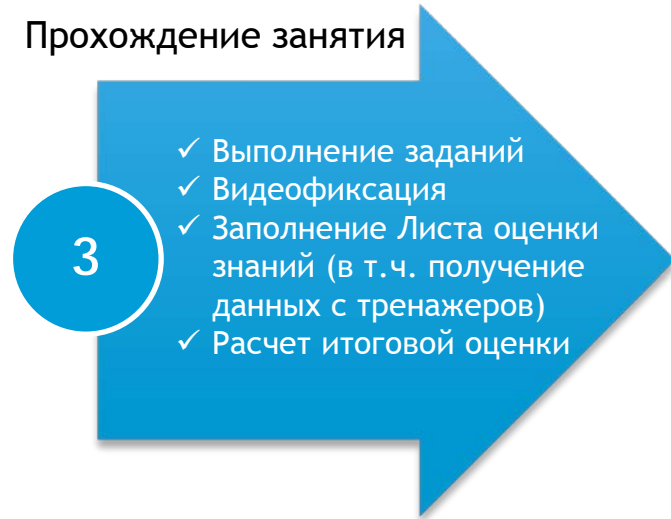 Прохождение занятия
3
✓ Выполнение заданий
✓ Видеофиксация
✓ Заполнение Листа оценки
знаний (в т.ч. получение
данных с тренажеров)
✓ Расчет итоговой оценки